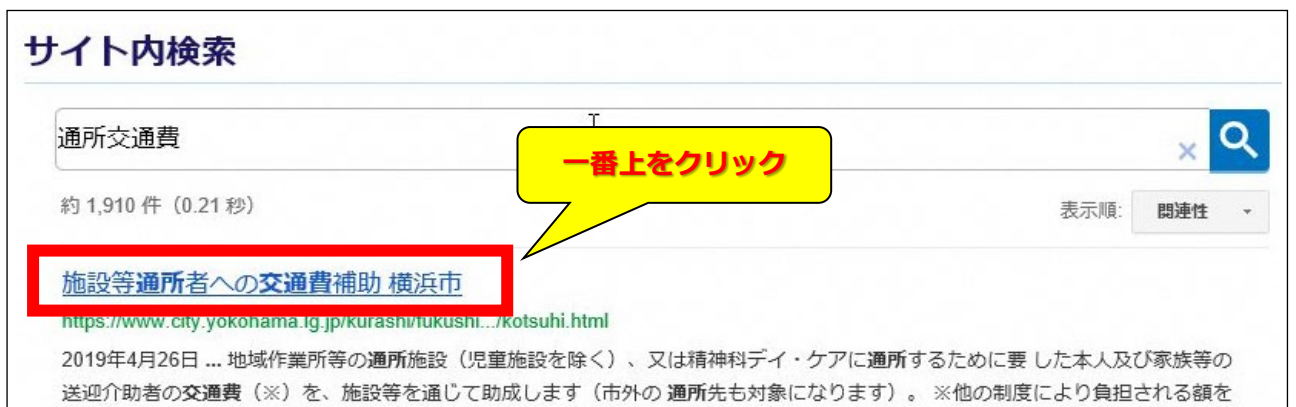 サイト内検索
通所交通費
一番上をクリック
約 1,910 件 (0.21 秒)
表示順: 関連性
施設等通所者への交通費補助 横浜市
https://www.city.yokohama.lg.jp/kurashi/fukushi.../kotsuhi.html
2019年4月26日 ... 地域作業所等の通所施設（児童施設を除く）、又は精神科デイ・ケアに通所するために要 した本人及び家族等の
送迎介助者の交通費（※）を、施設等を通じて助成します（市外の 通所先も対象になります）。 ※他の制度により負担される額を